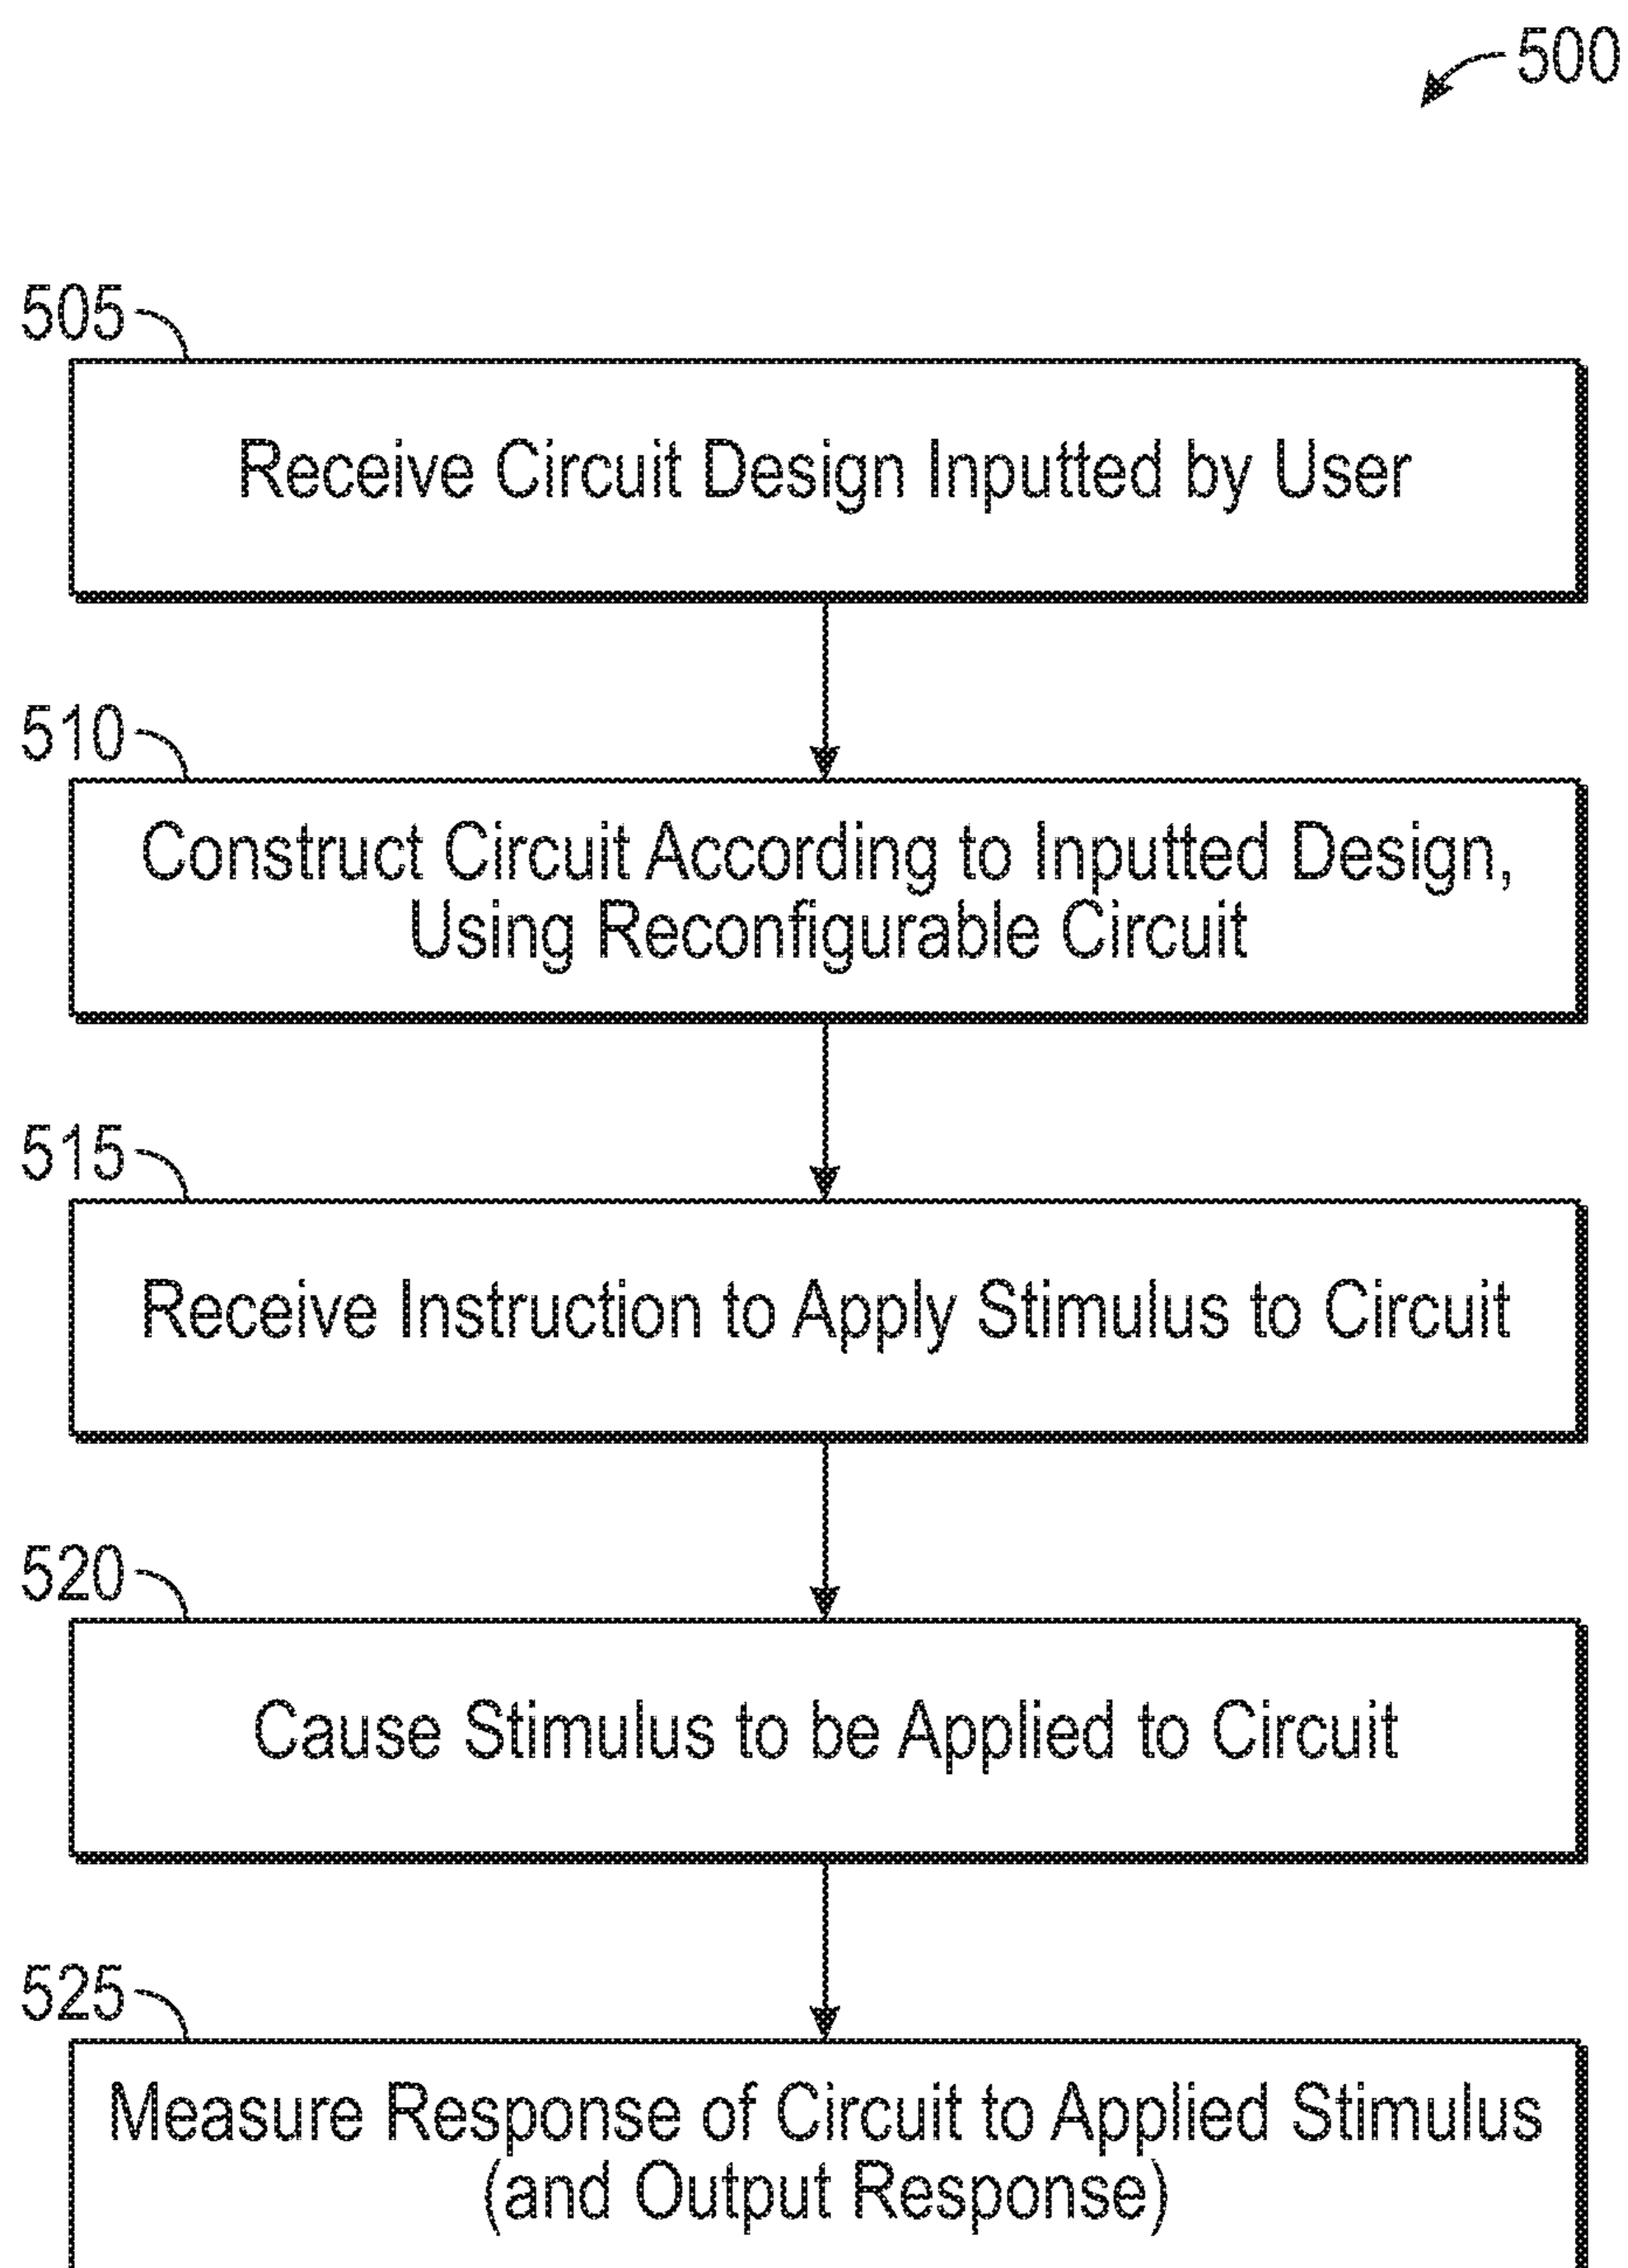 500
505
Receive Circuit Design Inputted by User
510
Construct Circuit According to Inputted Design,
Using Reconfigurable Circuit
515
Receive Instruction to Apply Stimulus to Circuit
520
Cause Stimulus to be Applied to Circuit
525
Measure Response of Circuit to Applied Stimulus
(and Output Response)